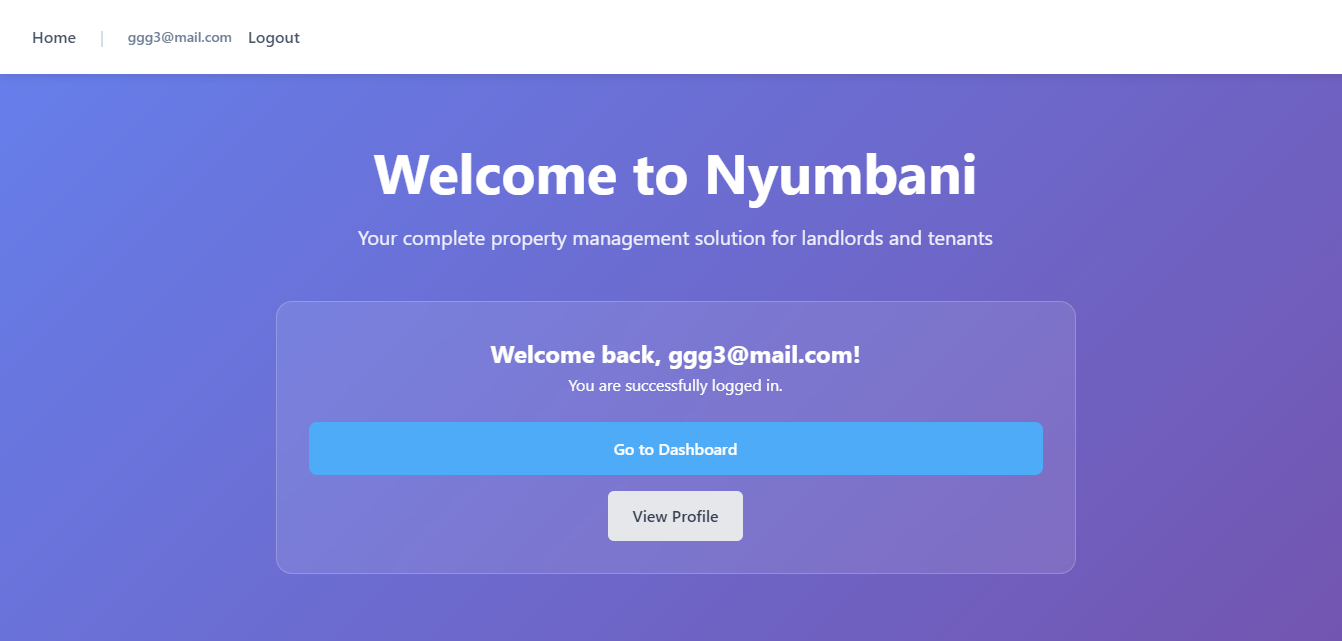 Home | ggg3@mail.com Logout
Welcome to Nyumbani
Your complete property management solution for landlords and tenants
Welcome back, ggg3@mail.com!
You are successfully logged in.
Go to Dashboard
View Profile